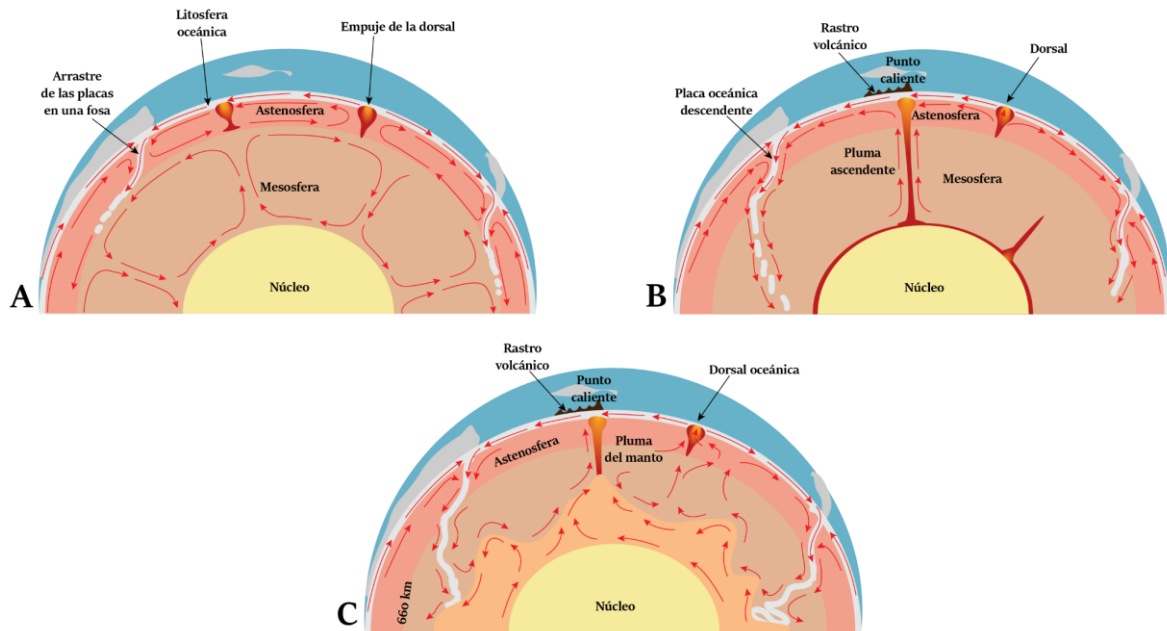 Litosfera
oceánica
Empuje de la dorsal
Arrastre
de las placas
en una fosa
Astenosfera
Mesosfera
Núcleo
A
Rastro
volcánico
Punto
caliente
Dorsal
Placa oceánica
descendente
Astenosfera
Pluma
ascendente
Mesosfera
Núcleo
B
Rastro
volcánico
Punto
caliente
Dorsal oceánica
Astenosfera
Pluma
del manto
660 km
Núcleo
C